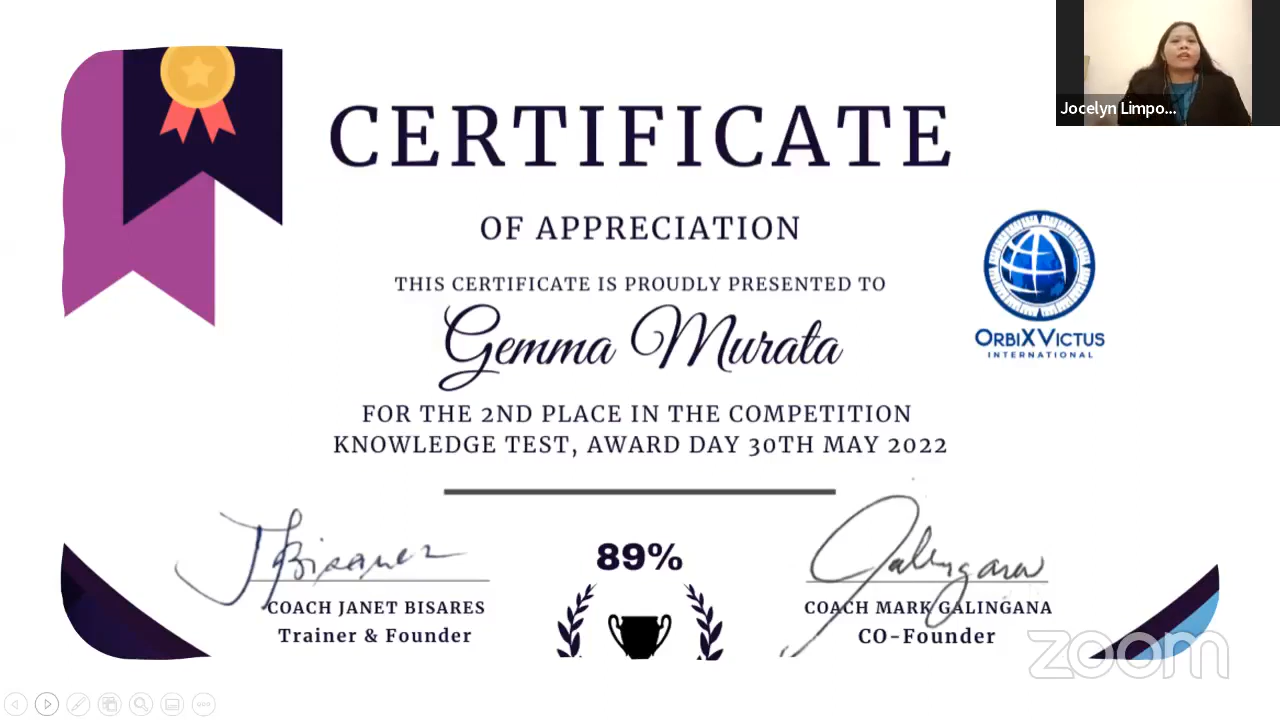 Jocelyn Limpo...
CERTIFICATE
OF APPRECIATION
THIS CERTIFICATE IS PROUDLY PRESENTED TO
Gemma Murata
ORBIXVICTUS
INTERNATIONAL
FOR THE 2ND PLACE IN THE COMPETITION
KNOWLEDGE TEST, AWARD DAY 30TH MAY 2022
JBisares
89%
Galingana
COACH JANET BISARES
Trainer & Founder
COACH MARK GALINGANA
CO-Founder
zoom